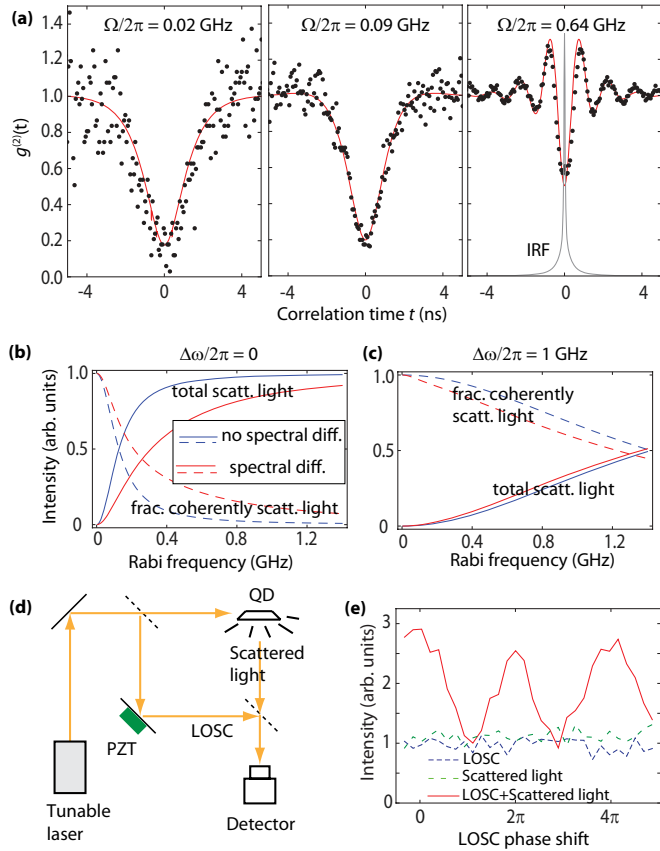 (a)
Ω/2π = 0.02 GHz
Ω/2π = 0.09 GHz
Ω/2π = 0.64 GHz
1.4
1.2
1.0
0.8
0.6
0.4
0.2
0.0
g⁽²⁾(t)
IRF
-4 0 4
-4 0 4
-4 0 4
Correlation time t (ns)
(b)
Δω/2π = 0
1.0
0.5
0
Intensity (arb. units)
total scatt. light
no spectral diff.
spectral diff.
frac. coherently scatt. light
0 0.4 0.8 1.2
Rabi frequency (GHz)
(c)
Δω/2π = 1 GHz
1.0
0.5
0
frac. coherently
scatt. light
total scatt. light
0 0.4 0.8 1.2
Rabi frequency (GHz)
(d)
QD
Scattered
light
LOSC
PZT
Tunable
laser
Detector
(e)
3
2
1
0
Intensity (arb. units)
LOSC
Scattered light
LOSC+Scattered light
0 2π 4π
LOSC phase shift